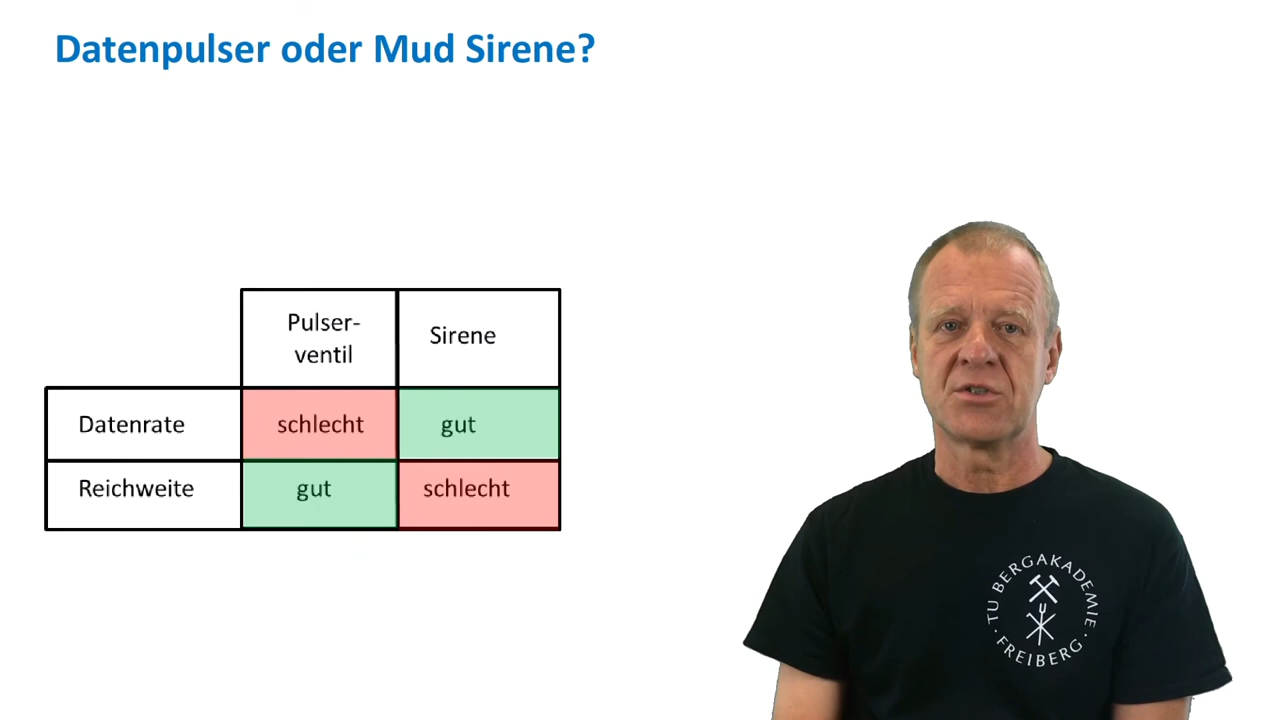 Datenpulser oder Mud Sirene?
Pulser-
ventil
Sirene
Datenrate
schlecht
gut
Reichweite
gut
schlecht
TU BERGAKADEMIE
· FREIBERG ·